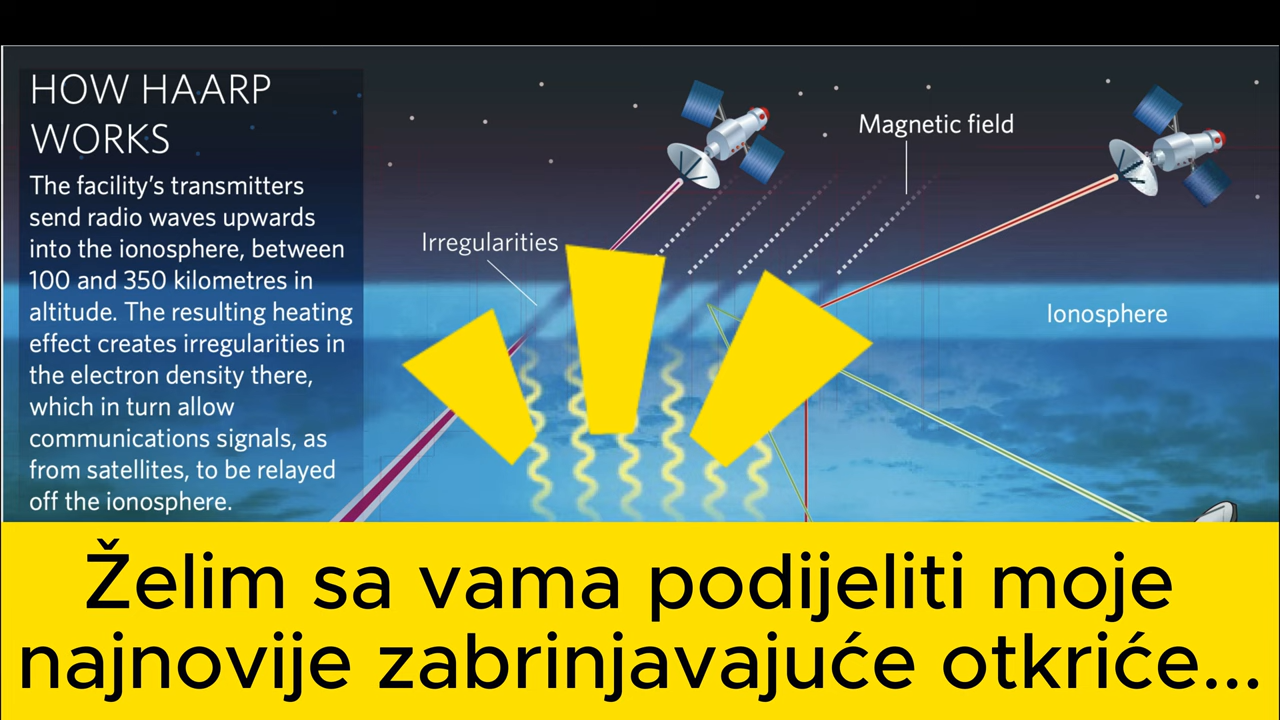 HOW HAARP
WORKS
The facility's transmitters
send radio waves upwards
into the ionosphere, between
100 and 350 kilometres in
altitude. The resulting heating
effect creates irregularities in
the electron density there,
which in turn allow
communications signals, as
from satellites, to be relayed
off the ionosphere.
Magnetic field
Irregularities
Ionosphere
Želim sa vama podijeliti moje
najnovije zabrinjavajuće otkriće...